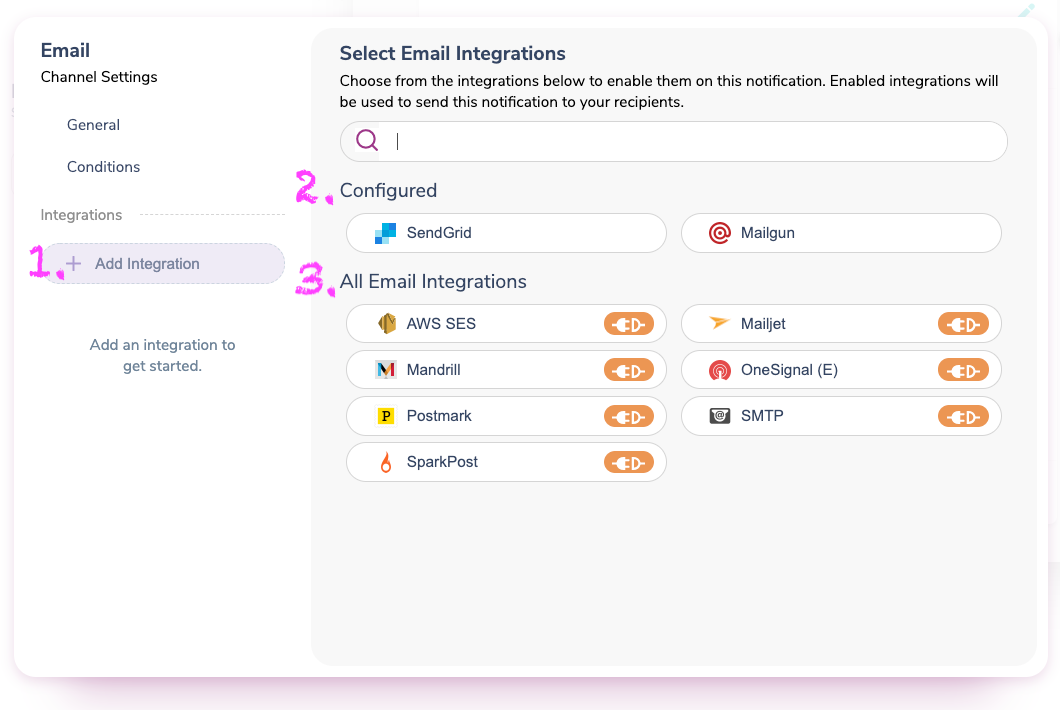 Email
Channel Settings
General
Conditions
Integrations
1.
Add Integration
Add an integration to
get started.
Select Email Integrations
Choose from the integrations below to enable them on this notification. Enabled integrations will
be used to send this notification to your recipients.
2.
Configured
SendGrid
Mailgun
3.
All Email Integrations
AWS SES
Mailjet
Mandrill
OneSignal (E)
P
Postmark
@
SMTP
SparkPost